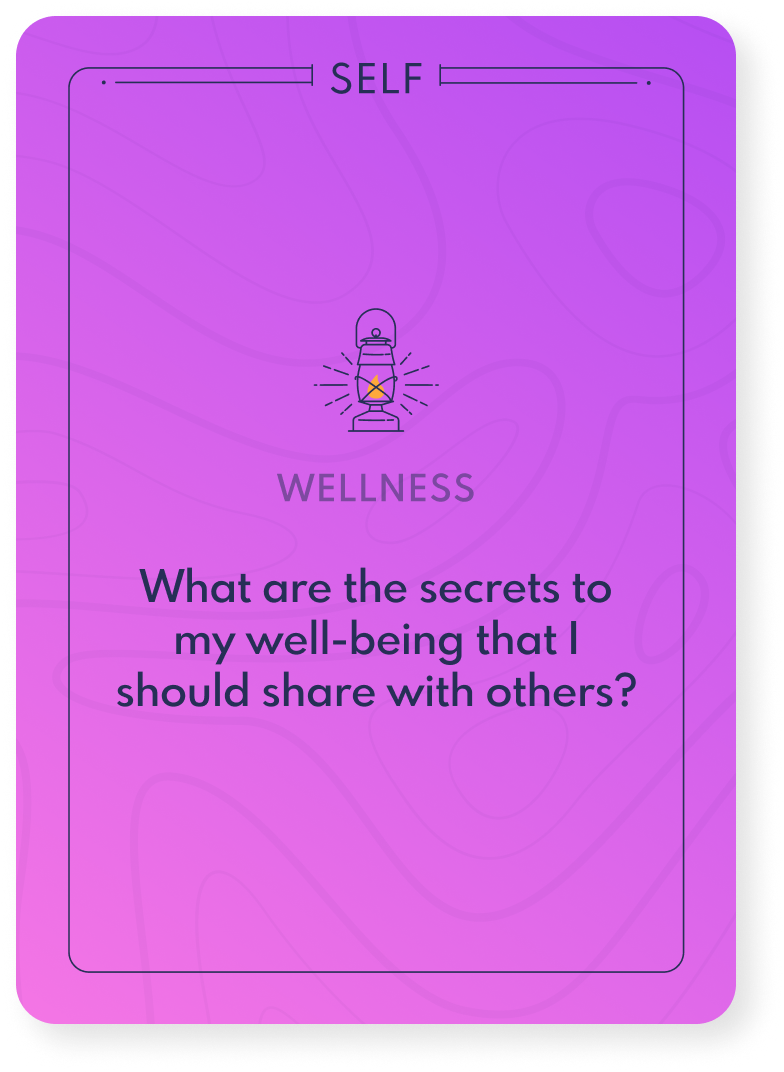 SELF
WELLNESS
What are the secrets to
my well-being that I
should share with others?